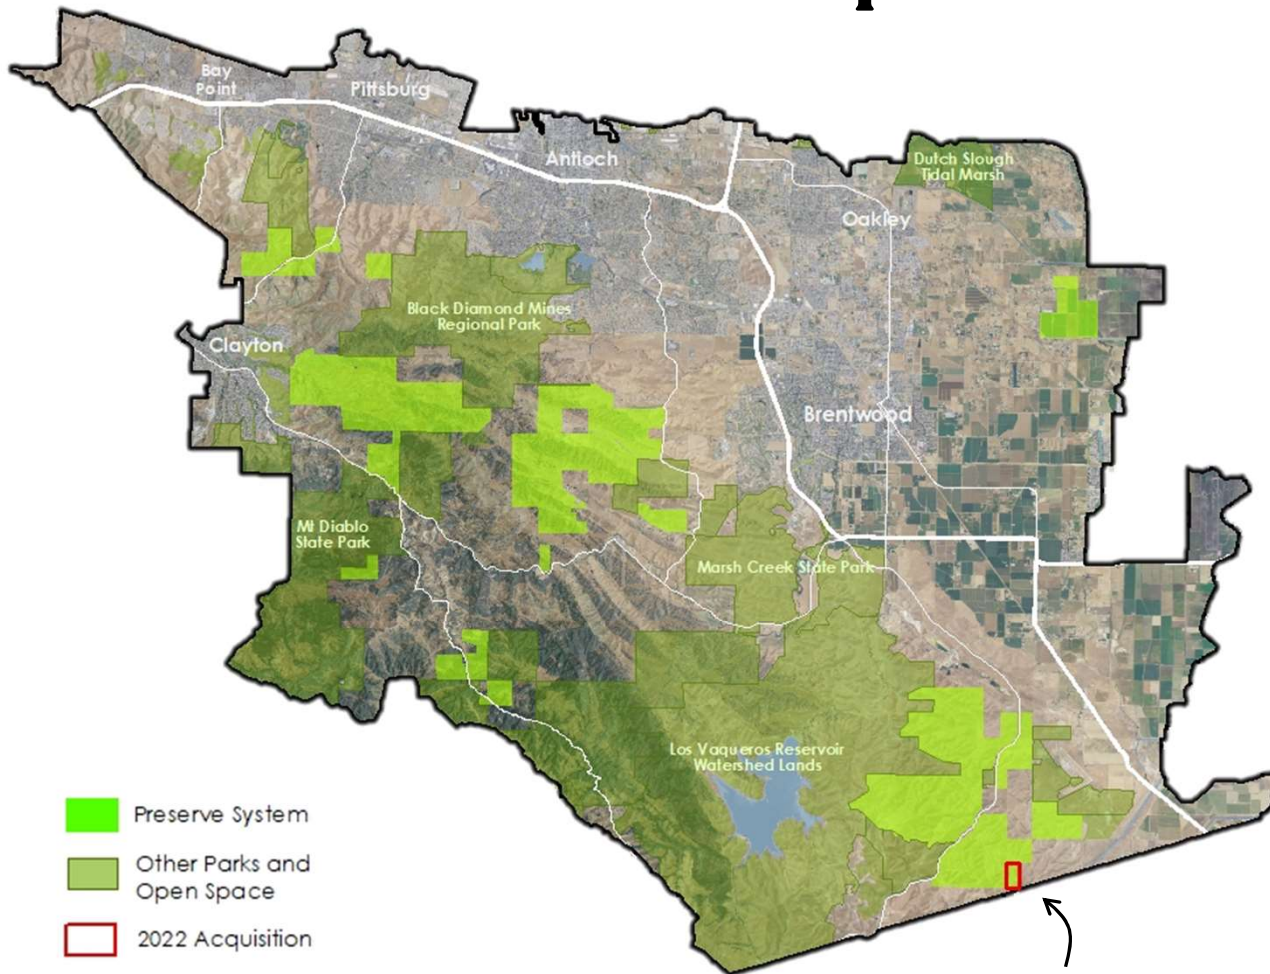 Bay
Point
Pittsburg
Antioch
Dutch Slough
Tidal Marsh
Oakley
Black Diamond Mines
Regional Park
Clayton
Brentwood
Mt Diablo
State Park
Marsh Creek State Park
Los Vaqueros Reservoir
Watershed Lands
Preserve System
Other Parks and
Open Space
2022 Acquisition